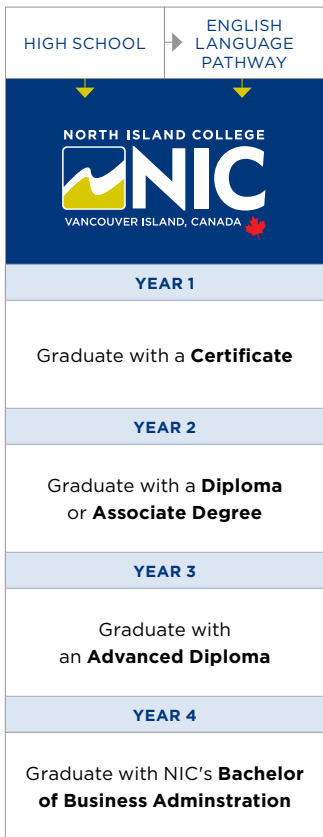 HIGH SCHOOL
ENGLISH
LANGUAGE
PATHWAY
NORTH ISLAND COLLEGE
NIC
VANCOUVER ISLAND, CANADA
YEAR 1
Graduate with a Certificate
YEAR 2
Graduate with a Diploma
or Associate Degree
YEAR 3
Graduate with
an Advanced Diploma
YEAR 4
Graduate with NIC's Bachelor
of Business Adminstration